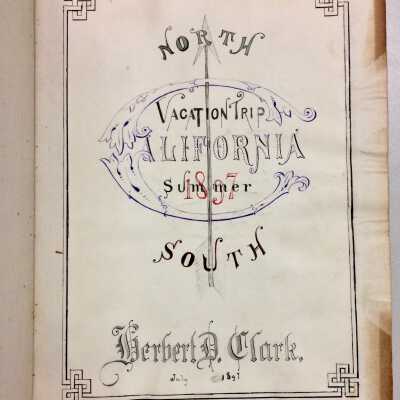 NORTH
VACATION TRIP
CALIFORNIA
Summer
1897
SOUTH
Herbert D. Clark.
July 1897